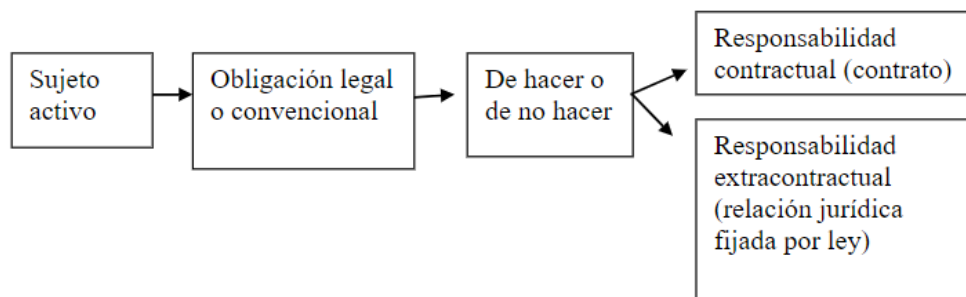 Sujeto
activo
Obligación legal
o convencional
De hacer o
de no hacer
Responsabilidad
contractual (contrato)
Responsabilidad
extracontractual
(relación jurídica
fijada por ley)